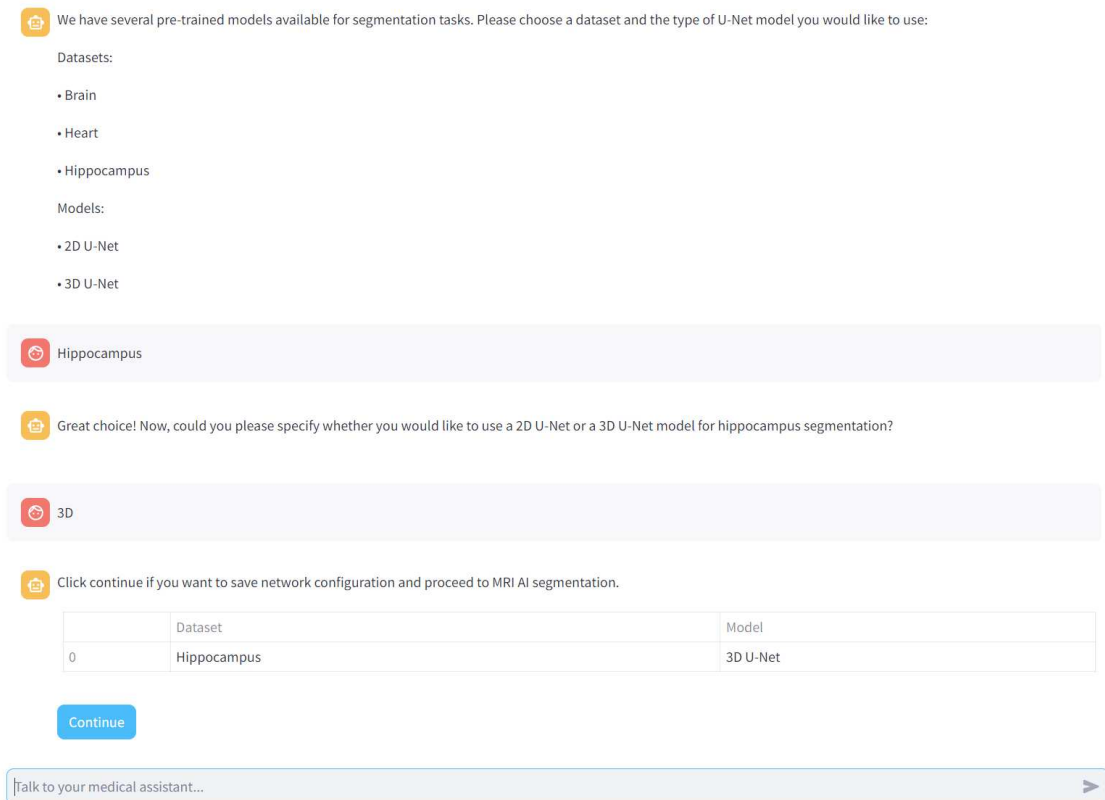 We have several pre-trained models available for segmentation tasks. Please choose a dataset and the type of U-Net model you would like to use:
Datasets:
• Brain
• Heart
• Hippocampus
Models:
• 2D U-Net
• 3D U-Net
Hippocampus
Great choice! Now, could you please specify whether you would like to use a 2D U-Net or a 3D U-Net model for hippocampus segmentation?
3D
Click continue if you want to save network configuration and proceed to MRI AI segmentation.
Dataset Model
0 Hippocampus 3D U-Net
Continue
Talk to your medical assistant...